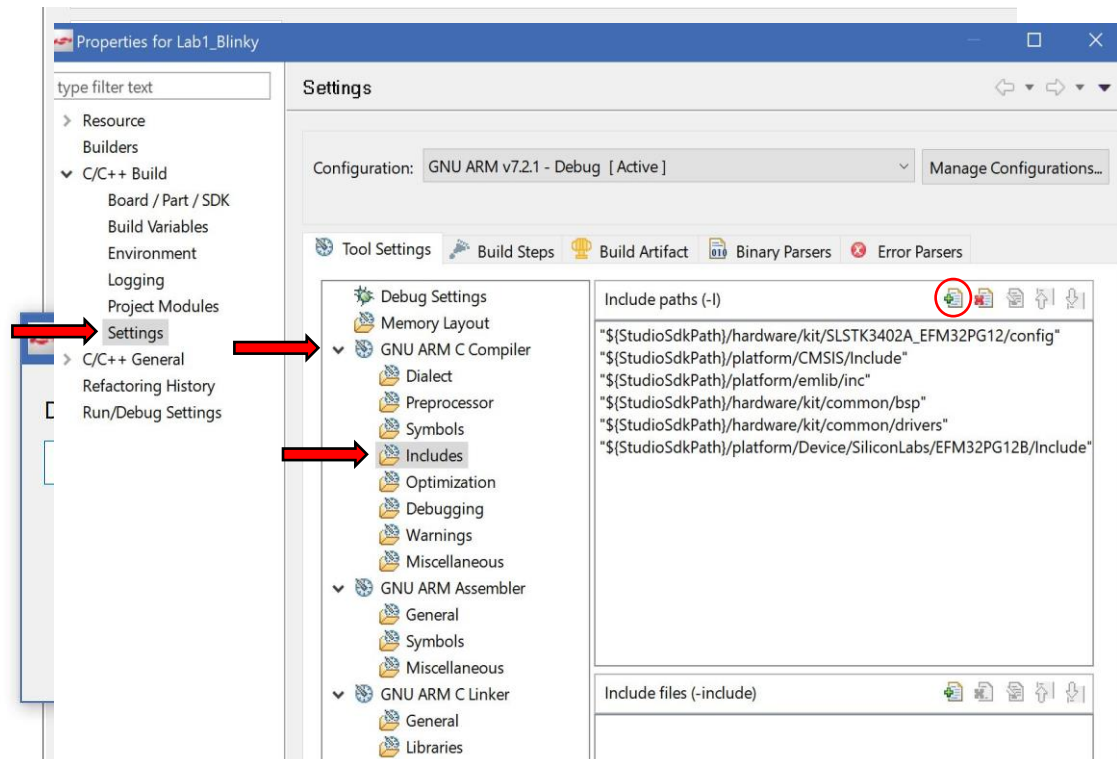 Properties for Lab1_Blinky
type filter text
Resource
Builders
C/C++ Build
Board / Part / SDK
Build Variables
Environment
Logging
Project Modules
Settings
C/C++ General
Refactoring History
Run/Debug Settings
Settings
Configuration: GNU ARM v7.2.1 - Debug [ Active ] Manage Configurations...
Tool Settings Build Steps Build Artifact Binary Parsers Error Parsers
Debug Settings
Memory Layout
GNU ARM C Compiler
Dialect
Preprocessor
Symbols
Includes
Optimization
Debugging
Warnings
Miscellaneous
GNU ARM Assembler
General
Symbols
Miscellaneous
GNU ARM C Linker
General
Libraries
Include paths (-I)
"${StudioSdkPath}/hardware/kit/SLSTK3402A_EFM32PG12/config"
"${StudioSdkPath}/platform/CMSIS/Include"
"${StudioSdkPath}/platform/emlib/inc"
"${StudioSdkPath}/hardware/kit/common/bsp"
"${StudioSdkPath}/hardware/kit/common/drivers"
"${StudioSdkPath}/platform/Device/SiliconLabs/EFM32PG12B/Include"
Include files (-include)